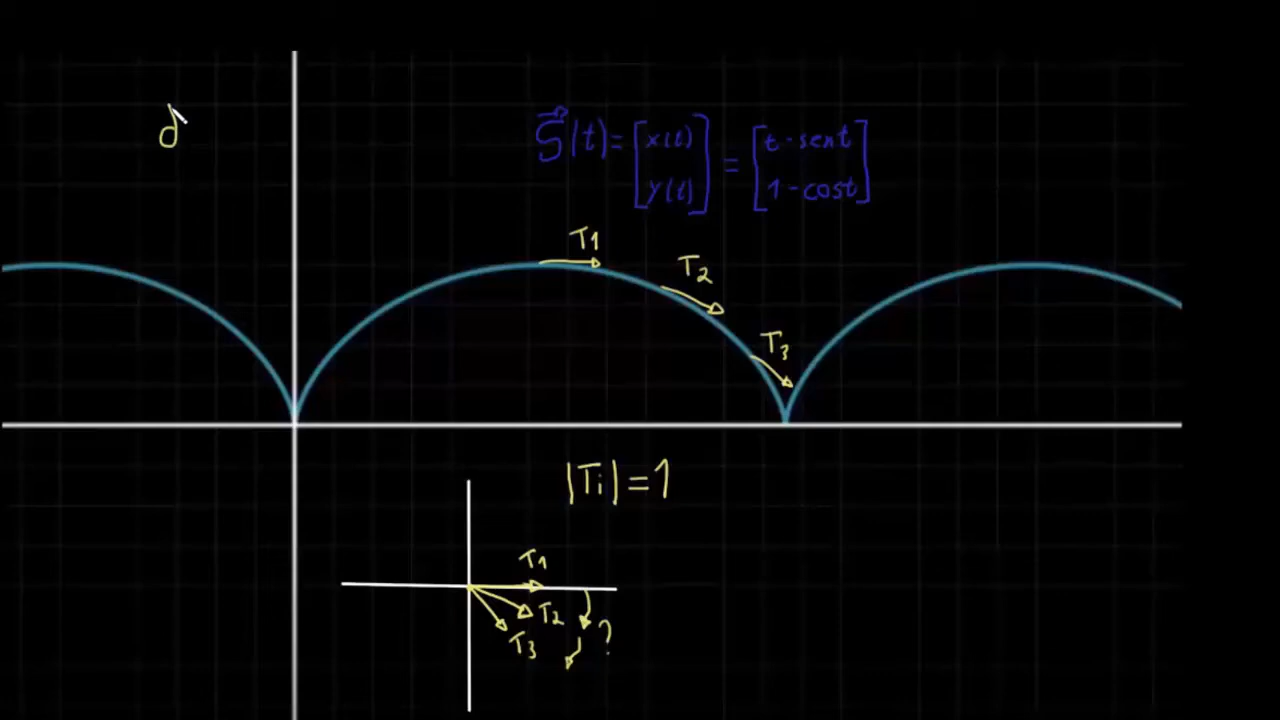 d
S⃗(t) = [x(t) y(t)] = [t - sent 1 - cost]
T1
T2
T3
|Ti| = 1
T1
T2
T3
?